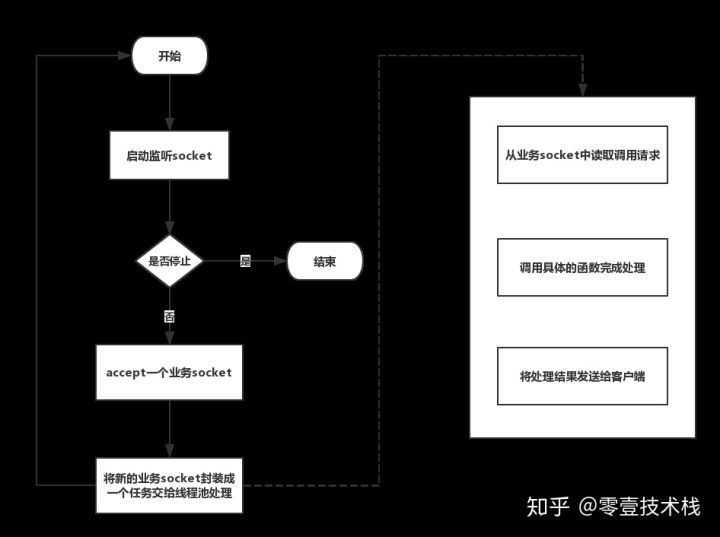 开始
启动监听socket
是否停止
是
结束
否
accept一个业务socket
将新的业务socket封装成
一个任务交给线程池处理
从业务socket中读取调用请求
调用具体的函数完成处理
将处理结果发送给客户端
知乎 @零壹技术栈